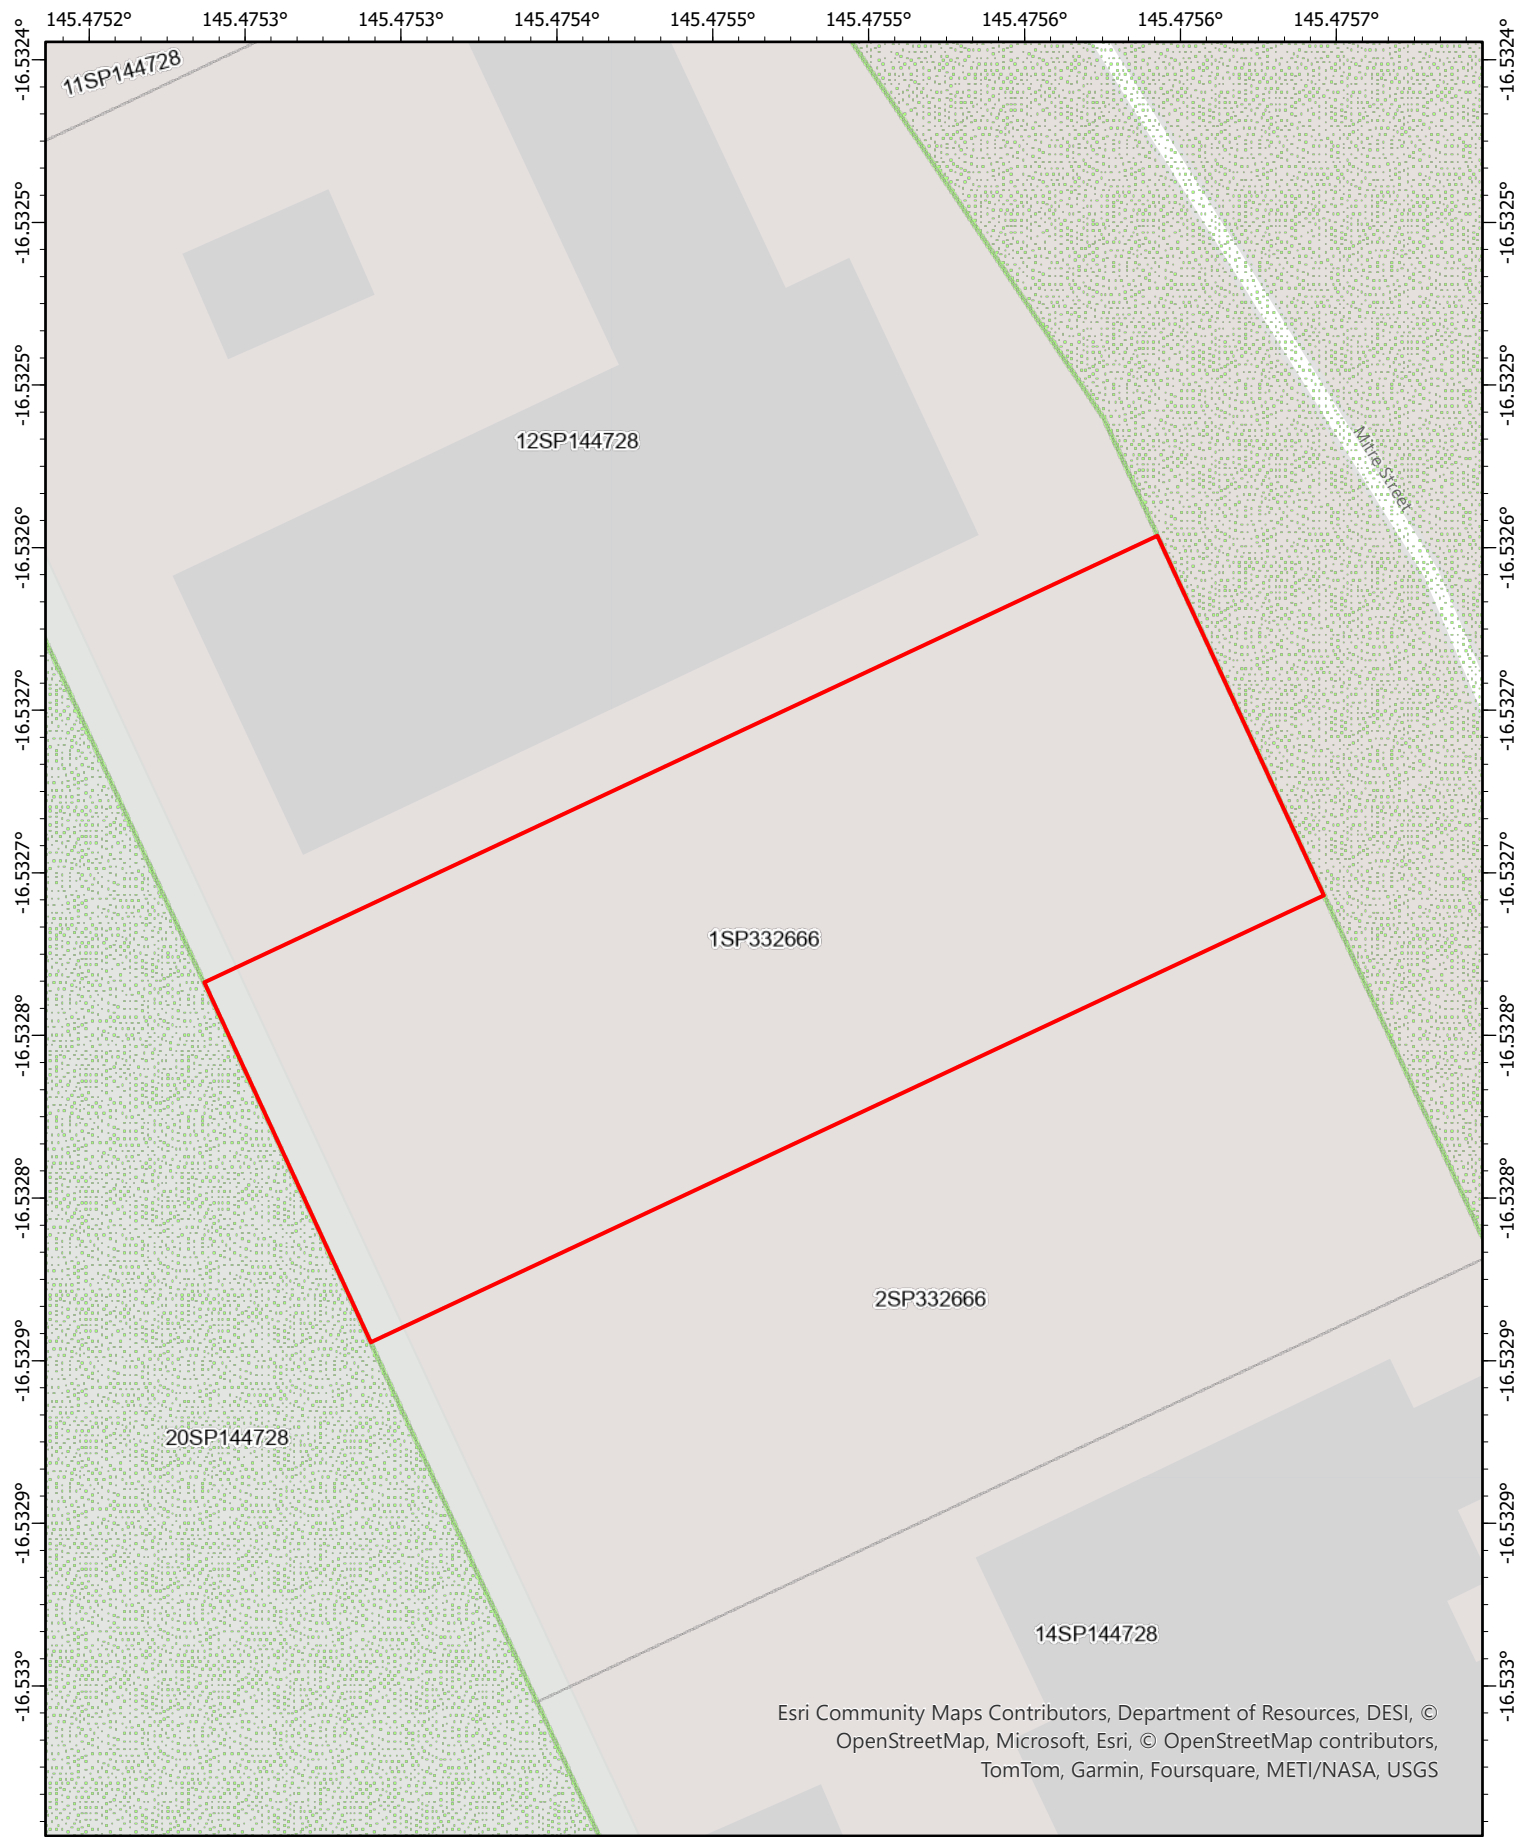 145.4752° 145.4753° 145.4753° 145.4754° 145.4755° 145.4755° 145.4756° 145.4756° 145.4757°
-16.5324° -16.5324°
11SP144728
-16.5325° -16.5325°
-16.5325° -16.5325°
12SP144728
Mitre Street
-16.5326° -16.5326°
-16.5327° -16.5327°
-16.5327° -16.5327°
1SP332666
-16.5328° -16.5328°
-16.5328° -16.5328°
2SP332666
-16.5329° -16.5329°
20SP144728
-16.5329° -16.5329°
14SP144728
-16.533° -16.533°
Esri Community Maps Contributors, Department of Resources, DESI, ©
OpenStreetMap, Microsoft, Esri, © OpenStreetMap contributors,
TomTom, Garmin, Foursquare, METI/NASA, USGS